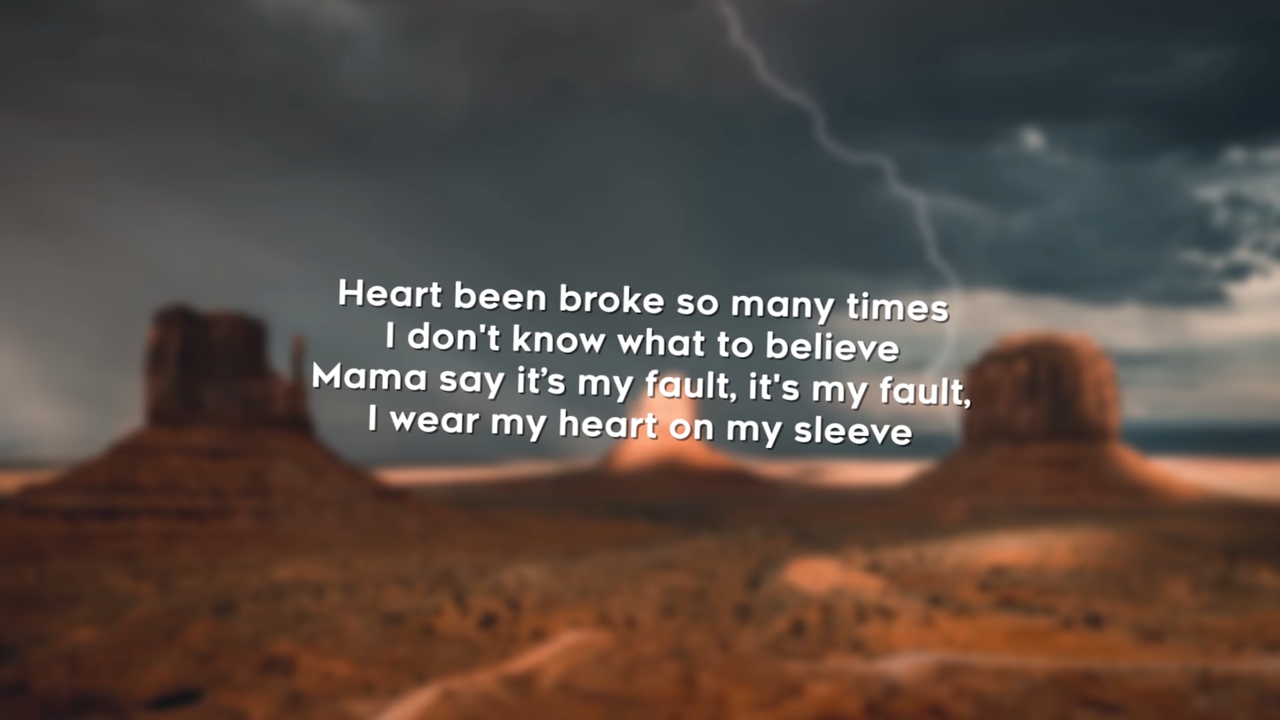 Heart been broke so many times
I don't know what to believe
Mama say it’s my fault, it's my fault,
I wear my heart on my sleeve